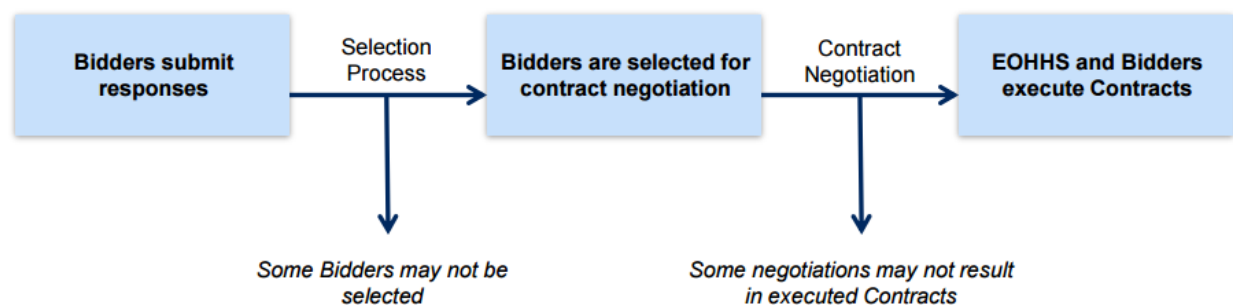 Bidders submit
responses
Selection
Process
Bidders are selected for
contract negotiation
Contract
Negotiation
EOHHS and Bidders
execute Contracts
Some Bidders may not be
selected
Some negotiations may not result
in executed Contracts